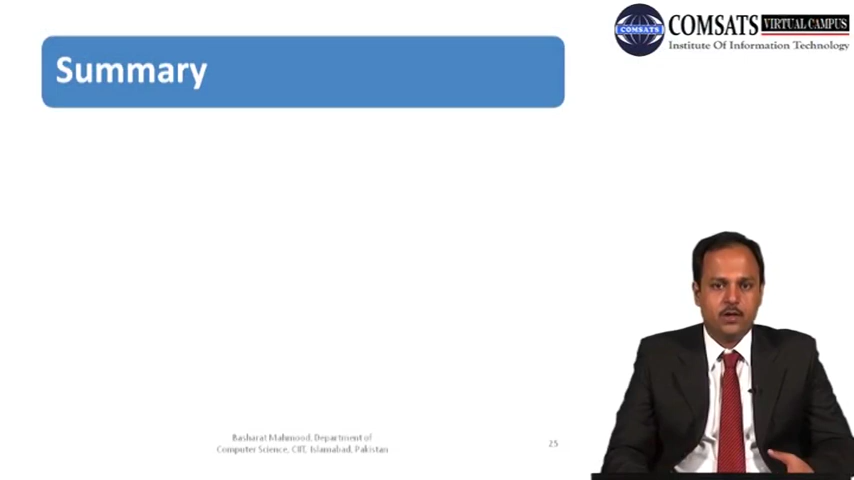 COMSATS VIRTUAL CAMPUS
COMSATS
Institute Of Information Technology
Summary
Basharat Mahmood, Department of
Computer Science, CIIT, Islamabad, Pakistan
25